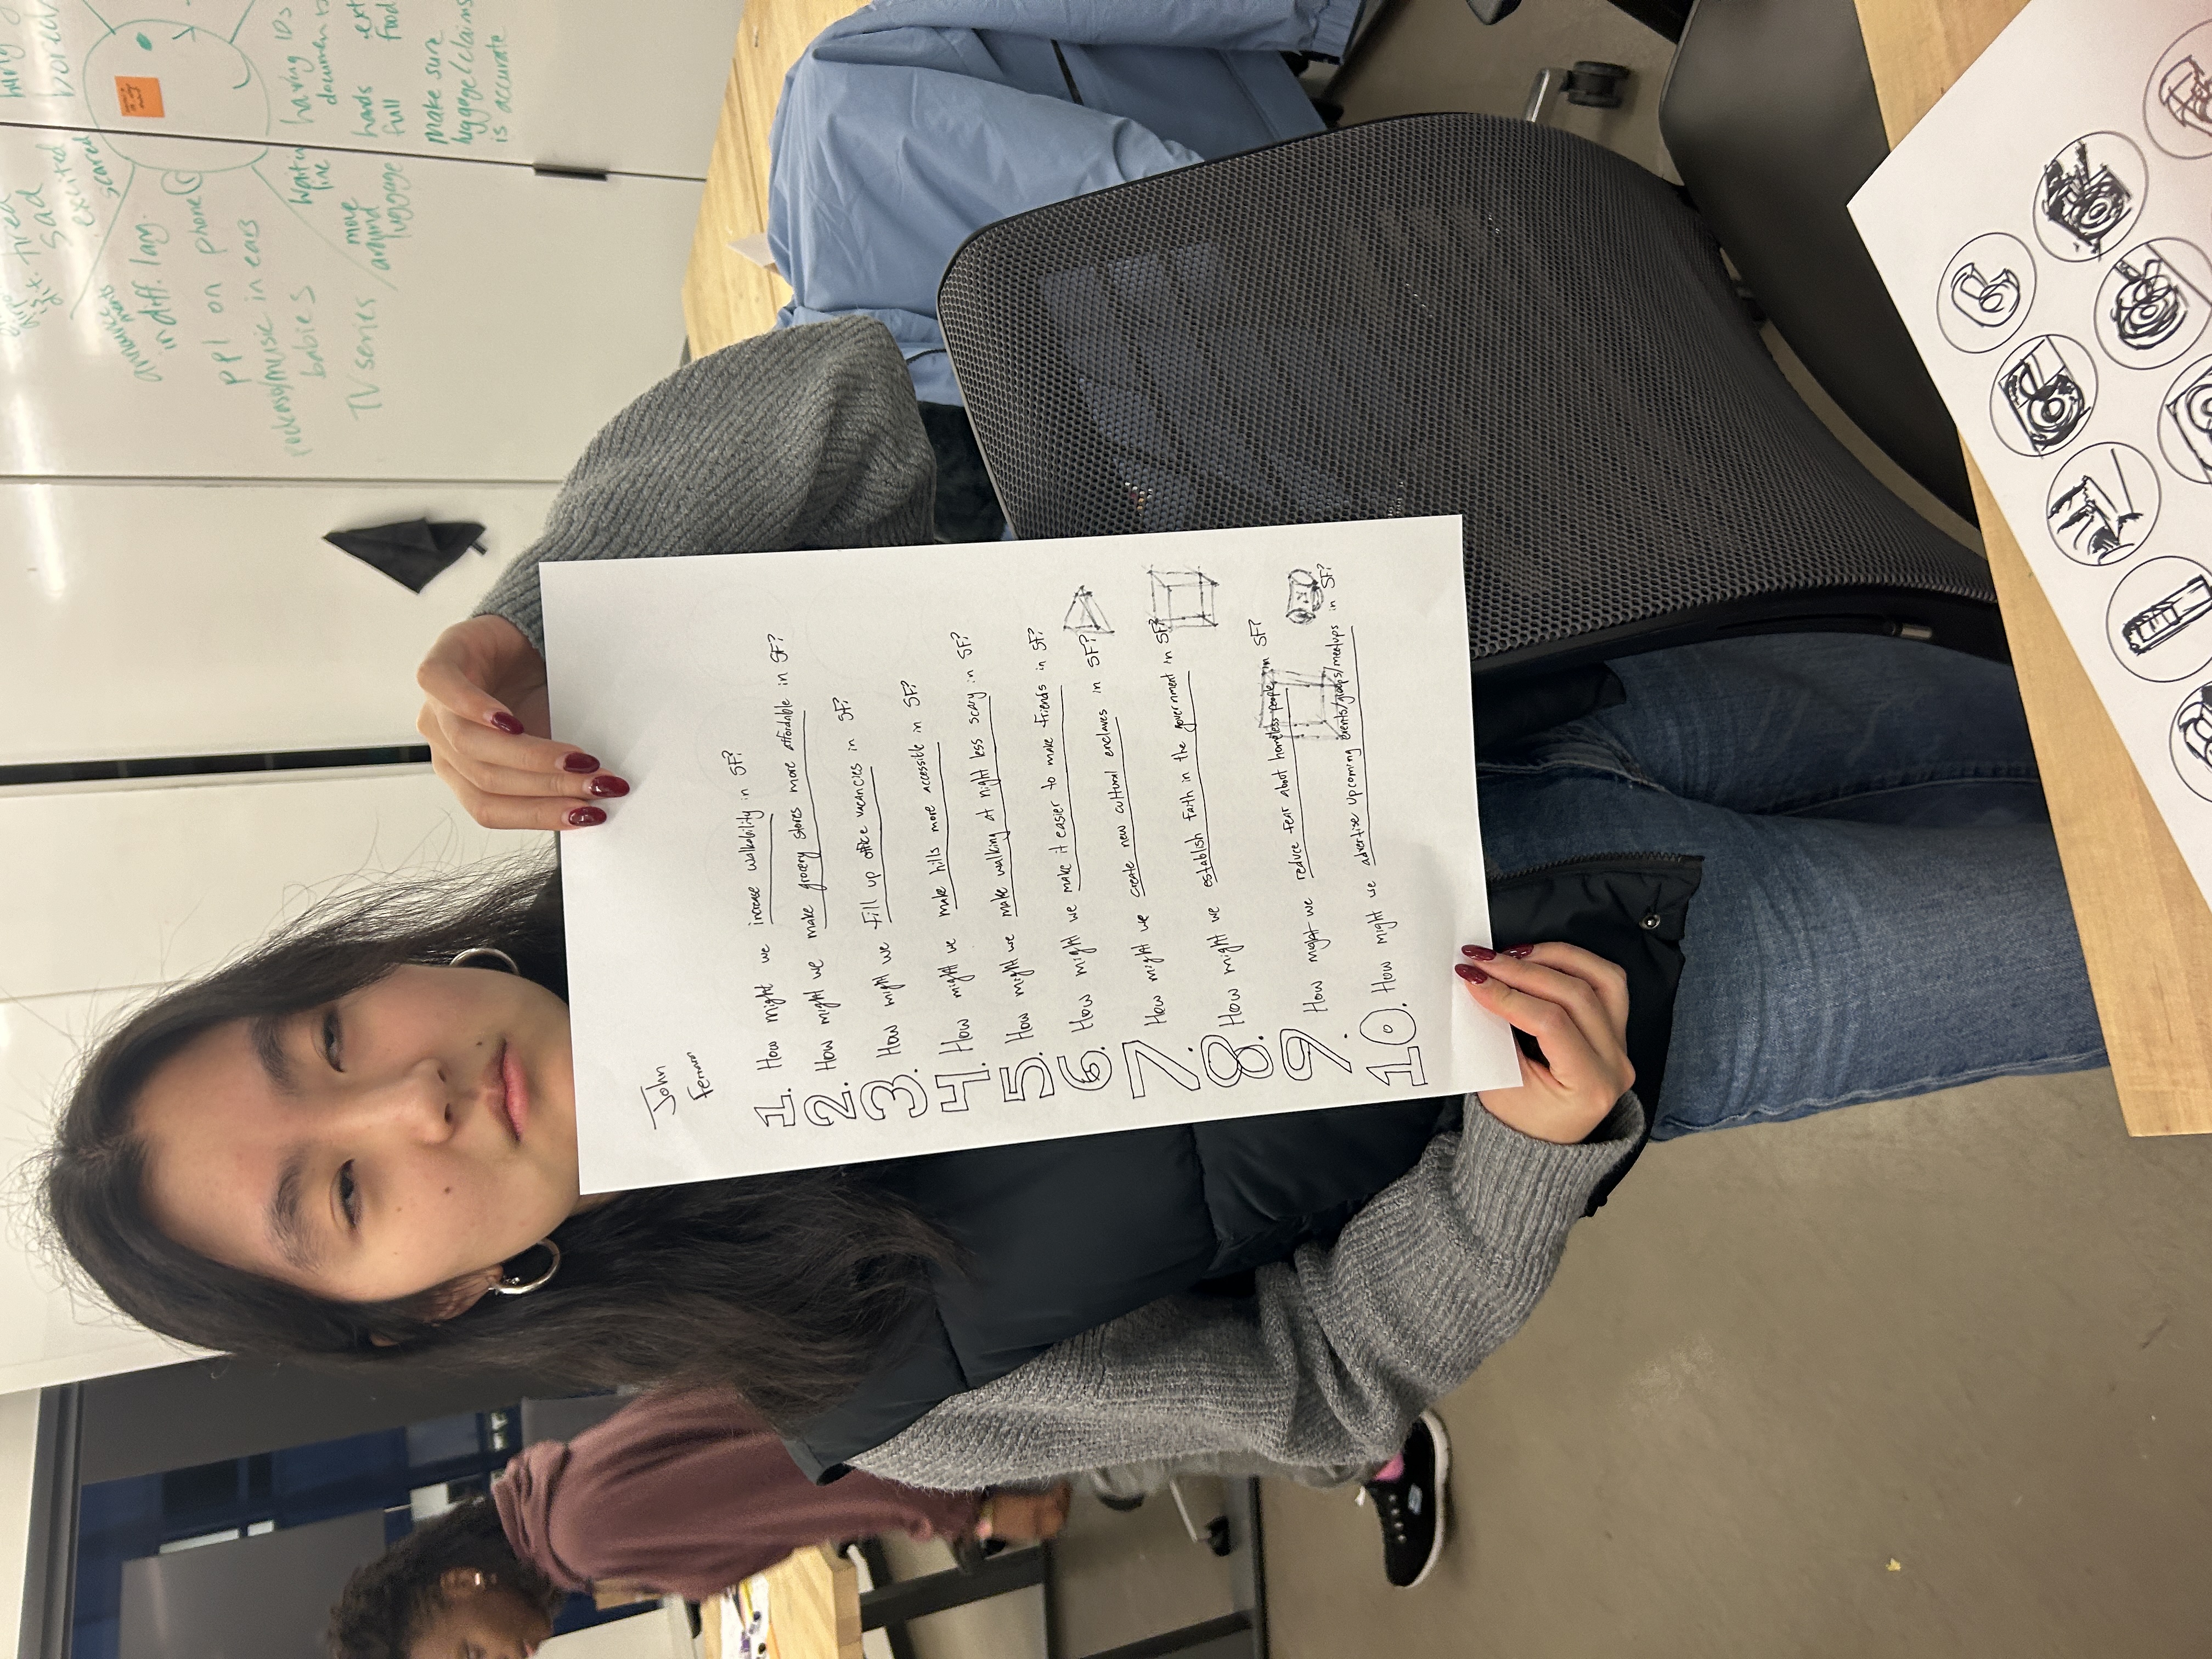 John
1. How might we increase walkability in SF?
2. How might we make grocery stores more affordable in SF?
3. How might we fill up office vacancies in SF?
4. How might we make hills more accessible in SF?
5. How might we make walking at night less scary in SF?
6. How might we make it easier to make friends in SF?
7. How might we create new cultural enclaves in SF?
8. How might we establish faith in the government in SF?
9. How might we reduce fear about homeless people in SF?
10. How might we advertise upcoming events/groups/meetups in SF?
is
dif.
tired
sad
excited
scared
announce
ments
in diff. lang.
ppl on phone
music in ears
babies
TV series
line
move
around
luggage
bored/
having IDs
hands
full
food
make sure
luggage/claims
is accurate